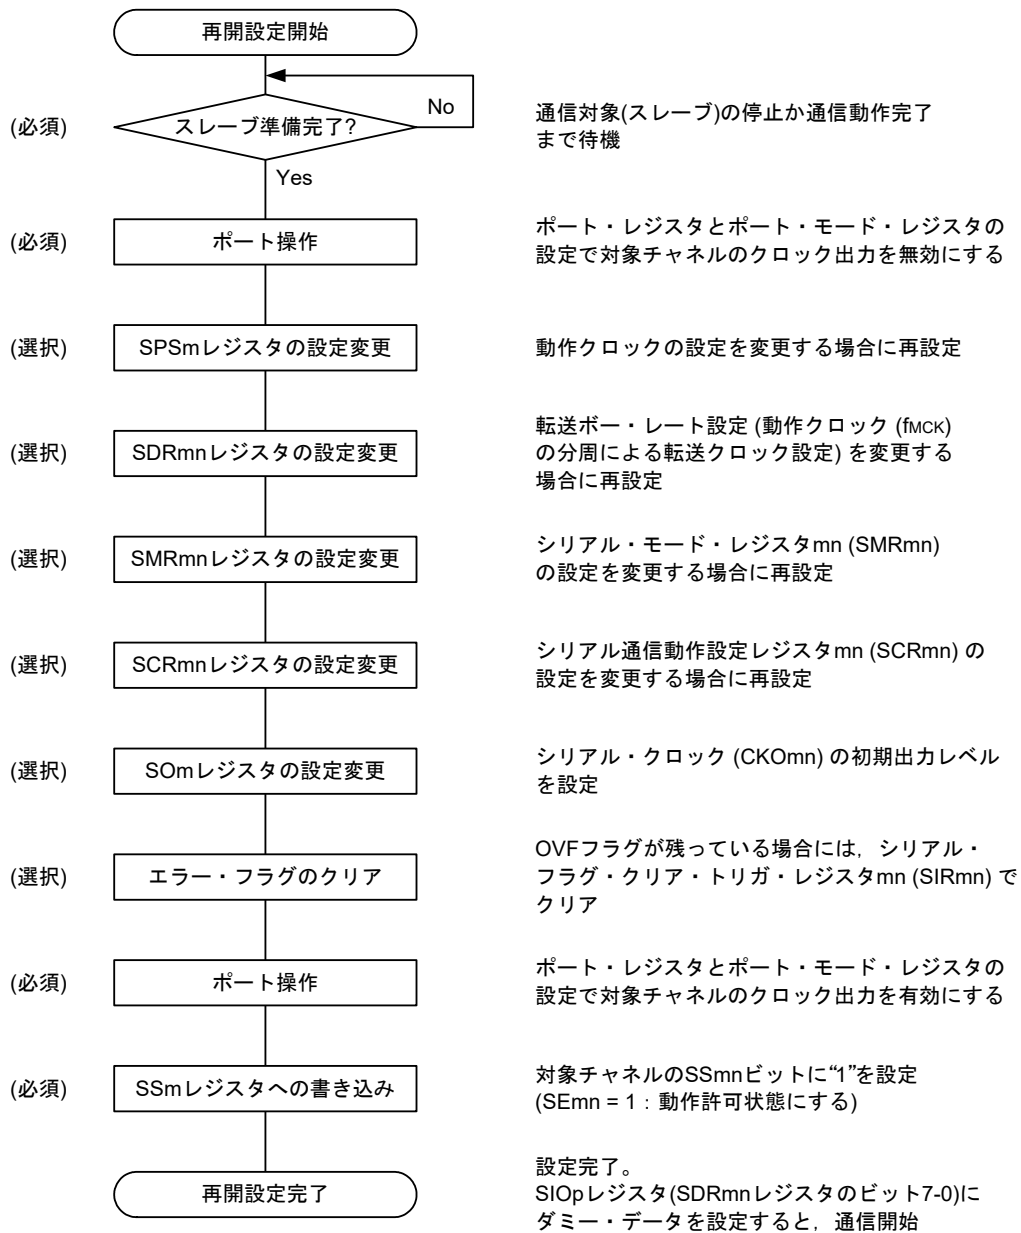 再開設定開始
No
(必須)
スレーブ準備完了?
通信対象(スレーブ)の停止か通信動作完了
まで待機
Yes
(必須)
ポート操作
ポート・レジスタとポート・モード・レジスタの
設定で対象チャネルのクロック出力を無効にする
(選択)
SPSmレジスタの設定変更
動作クロックの設定を変更する場合に再設定
(選択)
SDRmnレジスタの設定変更
転送ボー・レート設定 (動作クロック (fMCK)
の分周による転送クロック設定) を変更する
場合に再設定
(選択)
SMRmnレジスタの設定変更
シリアル・モード・レジスタmn (SMRmn)
の設定を変更する場合に再設定
(選択)
SCRmnレジスタの設定変更
シリアル通信動作設定レジスタmn (SCRmn) の
設定を変更する場合に再設定
(選択)
SOmレジスタの設定変更
シリアル・クロック (CKOmn) の初期出力レベル
を設定
(選択)
エラー・フラグのクリア
OVFフラグが残っている場合には，シリアル・
フラグ・クリア・トリガ・レジスタmn (SIRmn) で
クリア
(必須)
ポート操作
ポート・レジスタとポート・モード・レジスタの
設定で対象チャネルのクロック出力を有効にする
(必須)
SSmレジスタへの書き込み
対象チャネルのSSmnビットに“1”を設定
(SEmn = 1：動作許可状態にする)
再開設定完了
設定完了。
SIOpレジスタ(SDRmnレジスタのビット7-0)に
ダミー・データを設定すると，通信開始